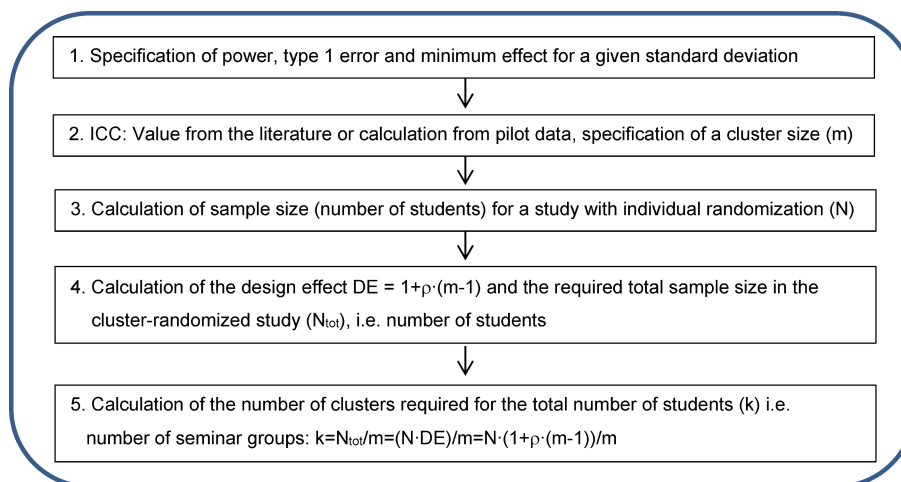 1. Specification of power, type 1 error and minimum effect for a given standard deviation
2. ICC: Value from the literature or calculation from pilot data, specification of a cluster size (m)
3. Calculation of sample size (number of students) for a study with individual randomization (N)
4. Calculation of the design effect DE = 1+ρ·(m-1) and the required total sample size in the
cluster-randomized study (Ntot), i.e. number of students
5. Calculation of the number of clusters required for the total number of students (k) i.e.
number of seminar groups: k=Ntot/m=(N·DE)/m=N·(1+ρ·(m-1))/m